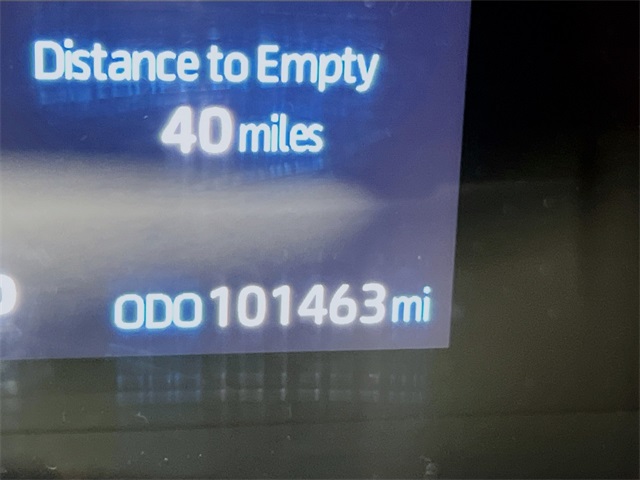 Distance to Empty
40 miles
ODO 101463 mi